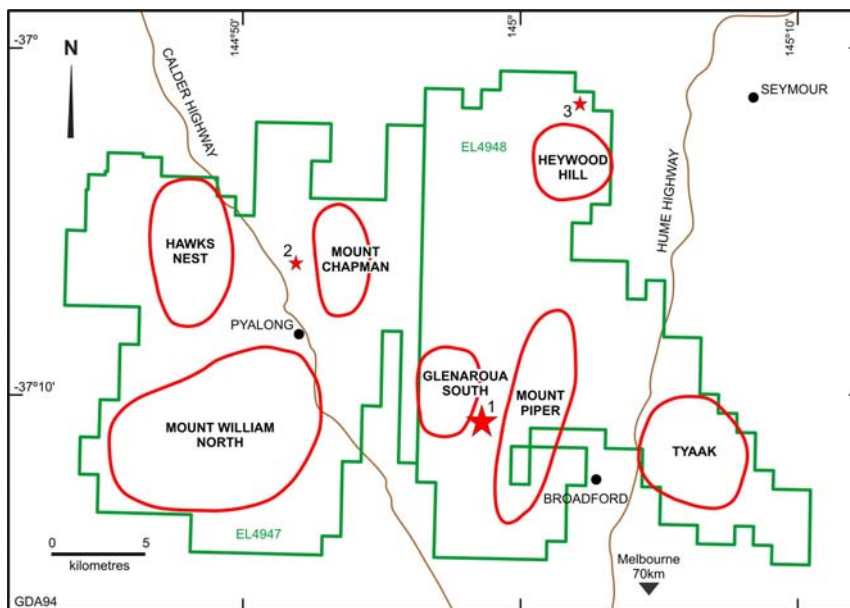 144°50'
145°
145°10'
-37°
N
CALDER HIGHWAY
SEYMOUR
3
EL4948
HEYWOOD
HILL
HUME HIGHWAY
HAWKS
NEST
2
MOUNT
CHAPMAN
PYALONG
-37°10'
GLENAROUA
SOUTH
1
MOUNT
PIPER
MOUNT WILLIAM
NORTH
TYAAK
BROADFORD
EL4947
0 5
kilometres
Melbourne
70km
GDA94